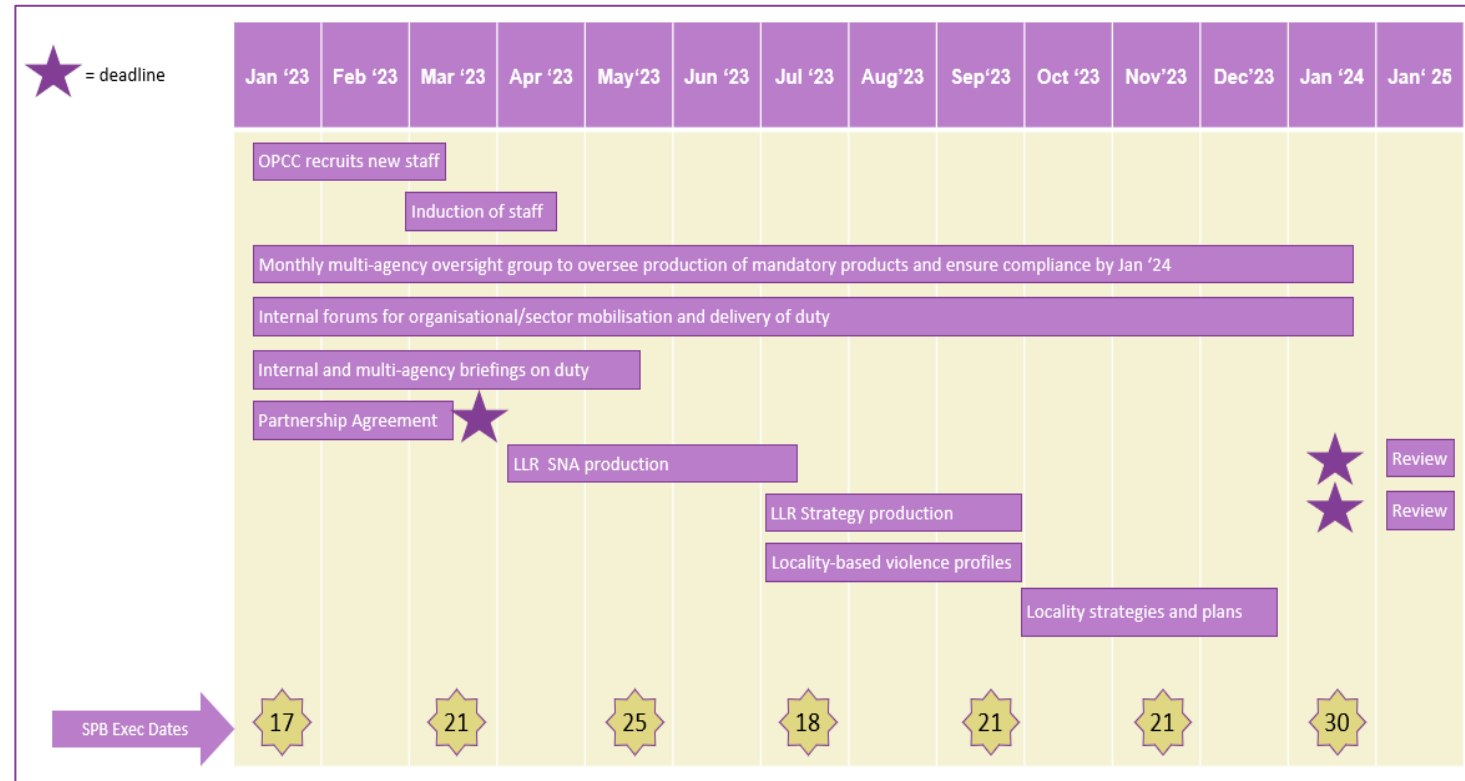 = deadline
Jan ‘23
Feb ‘23
Mar ‘23
Apr ‘23
May‘23
Jun ‘23
Jul ‘23
Aug’23
Sep‘23
Oct ‘23
Nov’23
Dec’23
Jan ‘24
Jan‘ 25
OPCC recruits new staff
Induction of staff
Monthly multi-agency oversight group to oversee production of mandatory products and ensure compliance by Jan ‘24
Internal forums for organisational/sector mobilisation and delivery of duty
Internal and multi-agency briefings on duty
Partnership Agreement
LLR SNA production
Review
LLR Strategy production
Review
Locality-based violence profiles
Locality strategies and plans
SPB Exec Dates
17
21
25
18
21
21
30